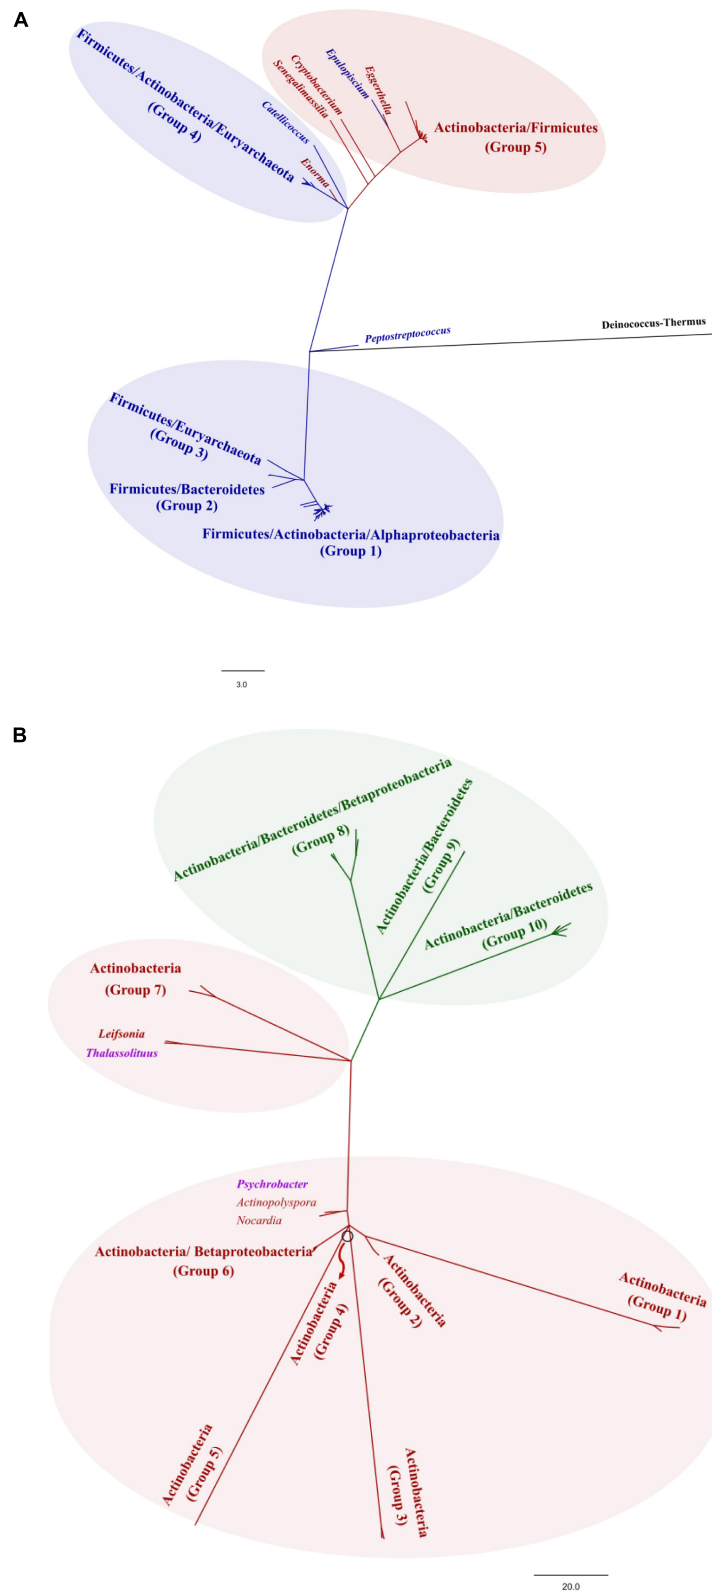 A
Firmicutes/Actinobacteria/Euryarchaeota
(Group 4)
Catellicoccus
Enorma
Senegalimassilia
Cryptobacterium
Epulopiscium
Eggerthella
Actinobacteria/Firmicutes
(Group 5)
Peptostreptococcus
Deinococcus-Thermus
Firmicutes/Euryarchaeota
(Group 3)
Firmicutes/Bacteroidetes
(Group 2)
Firmicutes/Actinobacteria/Alphaproteobacteria
(Group 1)
3.0
B
Actinobacteria/Bacteroidetes/Betaproteobacteria
(Group 8)
Actinobacteria/Bacteroidetes
(Group 9)
Actinobacteria/Bacteroidetes
(Group 10)
Actinobacteria
(Group 7)
Leifsonia
Thalassolituus
Psychrobacter
Actinopolyspora
Nocardia
Actinobacteria/ Betaproteobacteria
(Group 6)
Actinobacteria
(Group 4)
Actinobacteria
(Group 2)
Actinobacteria
(Group 1)
Actinobacteria
(Group 5)
Actinobacteria
(Group 3)
20.0